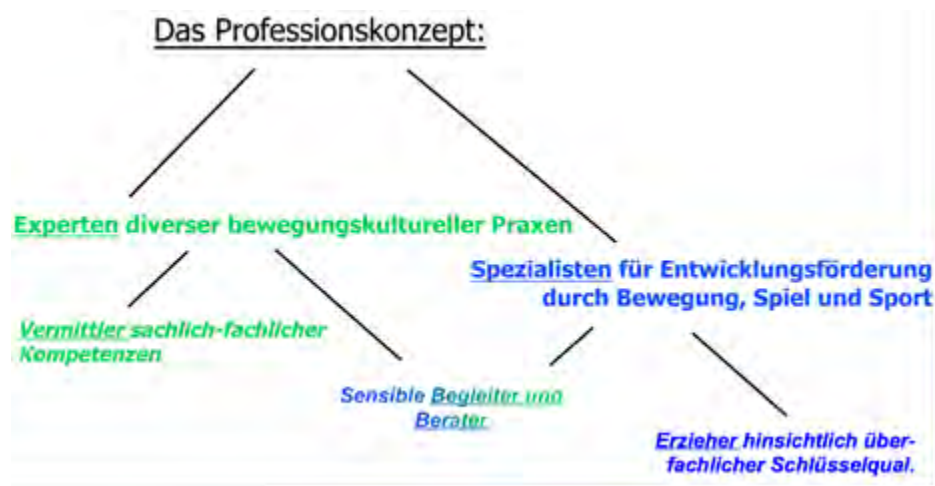 Das Professionskonzept:
Experten diverser bewegungskultureller Praxen
Spezialisten für Entwicklungsförderung
durch Bewegung, Spiel und Sport
Vermittler sachlich-fachlicher
Kompetenzen
Sensible Begleiter und
Berater
Erzieher hinsichtlich über-
fachlicher Schlüsselqual.